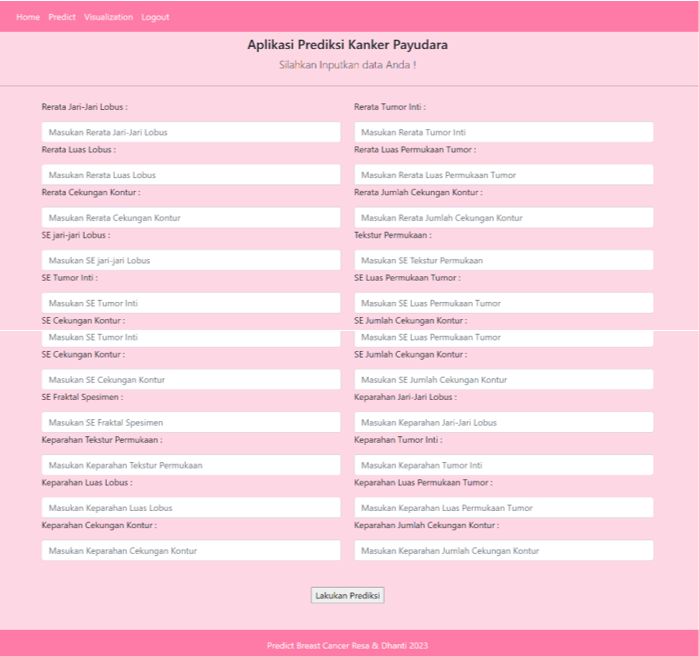 Home Predict Visualization Logout
Aplikasi Prediksi Kanker Payudara
Silahkan Inputkan data Anda !
Rerata Jari-Jari Lobus : Rerata Tumor Inti :
Masukan Rerata Jari-Jari Lobus Masukan Rerata Tumor Inti
Rerata Luas Lobus : Rerata Luas Permukaan Tumor :
Masukan Rerata Luas Lobus Masukan Rerata Luas Permukaan Tumor
Rerata Cekungan Kontur : Rerata Jumlah Cekungan Kontur :
Masukan Rerata Cekungan Kontur Masukan Rerata Jumlah Cekungan Kontur
SE jari-jari Lobus : Tekstur Permukaan :
Masukan SE jari-jari Lobus Masukan SE Tekstur Permukaan
SE Tumor Inti : SE Luas Permukaan Tumor :
Masukan SE Tumor Inti Masukan SE Luas Permukaan Tumor
SE Cekungan Kontur : SE Jumlah Cekungan Kontur :
Masukan SE Tumor Inti Masukan SE Luas Permukaan Tumor
SE Cekungan Kontur : SE Jumlah Cekungan Kontur :
Masukan SE Cekungan Kontur Masukan SE Jumlah Cekungan Kontur
SE Fraktal Spesimen : Keparahan Jari-Jari Lobus :
Masukan SE Fraktal Spesimen Masukan Keparahan Jari-Jari Lobus
Keparahan Tekstur Permukaan : Keparahan Tumor Inti :
Masukan Keparahan Tekstur Permukaan Masukan Keparahan Tumor Inti
Keparahan Luas Lobus : Keparahan Luas Permukaan Tumor :
Masukan Keparahan Luas Lobus Masukan Keparahan Luas Permukaan Tumor
Keparahan Cekungan Kontur : Keparahan Jumlah Cekungan Kontur :
Masukan Keparahan Cekungan Kontur Masukan Keparahan Jumlah Cekungan Kontur
Lakukan Prediksi
Predict Breast Cancer Resa & Dhanti 2023